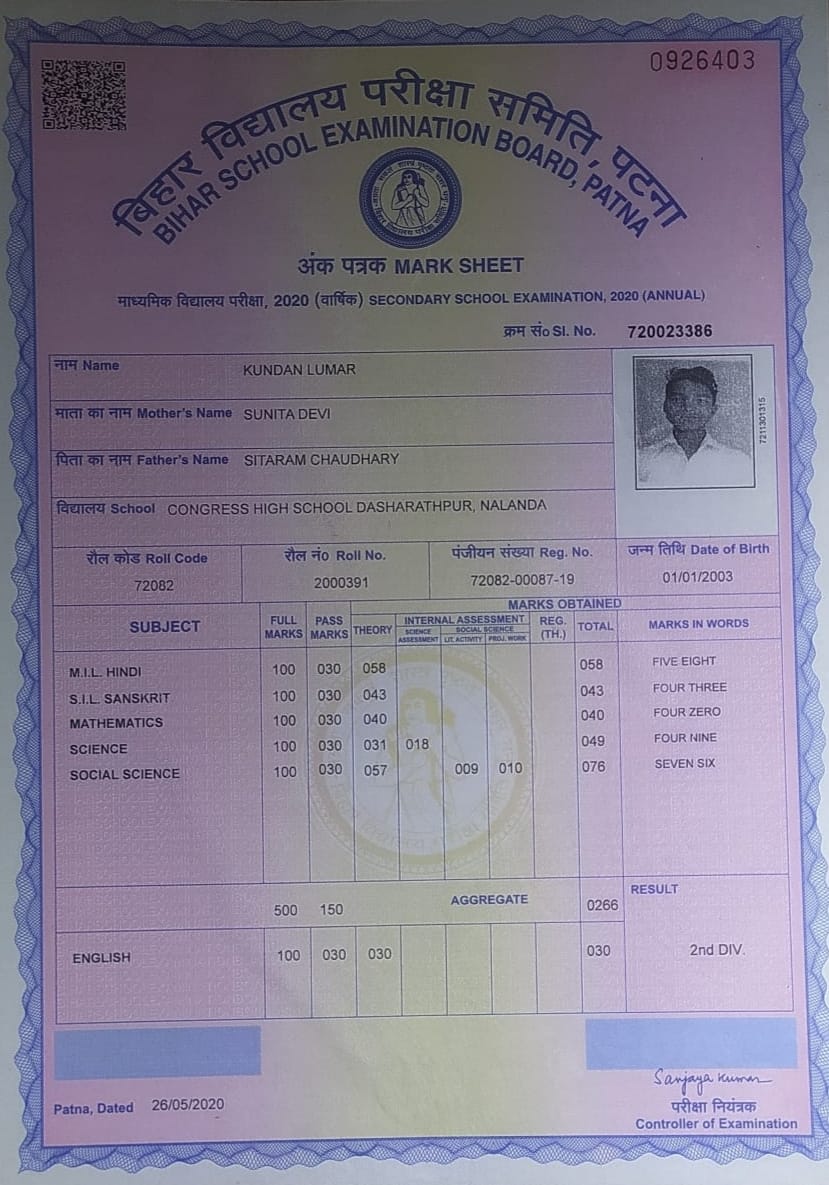 0926403
बिहार विद्यालय परीक्षा समिति, पटना
BIHAR SCHOOL EXAMINATION BOARD, PATNA
अंक पत्रक MARK SHEET
माध्यमिक विद्यालय परीक्षा, 2020 (वार्षिक) SECONDARY SCHOOL EXAMINATION, 2020 (ANNUAL)
क्रम सं० Sl. No. 720023386
नाम Name KUNDAN LUMAR
माता का नाम Mother's Name SUNITA DEVI
पिता का नाम Father's Name SITARAM CHAUDHARY
7211301315
विद्यालय School CONGRESS HIGH SCHOOL DASHARATHPUR, NALANDA
रौल कोड Roll Code रौल नं० Roll No. पंजीयन संख्या Reg. No. जन्म तिथि Date of Birth
72082 2000391 72082-00087-19 01/01/2003
MARKS OBTAINED
SUBJECT FULL MARKS PASS MARKS THEORY INTERNAL ASSESSMENT REG. (TH.) TOTAL MARKS IN WORDS
SCIENCE ASSESSMENT SOCIAL SCIENCE LIT. ACTIVITY PROJ. WORK
M.I.L. HINDI 100 030 058 058 FIVE EIGHT
S.I.L. SANSKRIT 100 030 043 043 FOUR THREE
MATHEMATICS 100 030 040 040 FOUR ZERO
SCIENCE 100 030 031 018 049 FOUR NINE
SOCIAL SCIENCE 100 030 057 009 010 076 SEVEN SIX
500 150 AGGREGATE 0266 RESULT
ENGLISH 100 030 030 030 2nd DIV.
Sanjaya Kumar
Patna, Dated 26/05/2020
परीक्षा नियंत्रक
Controller of Examination